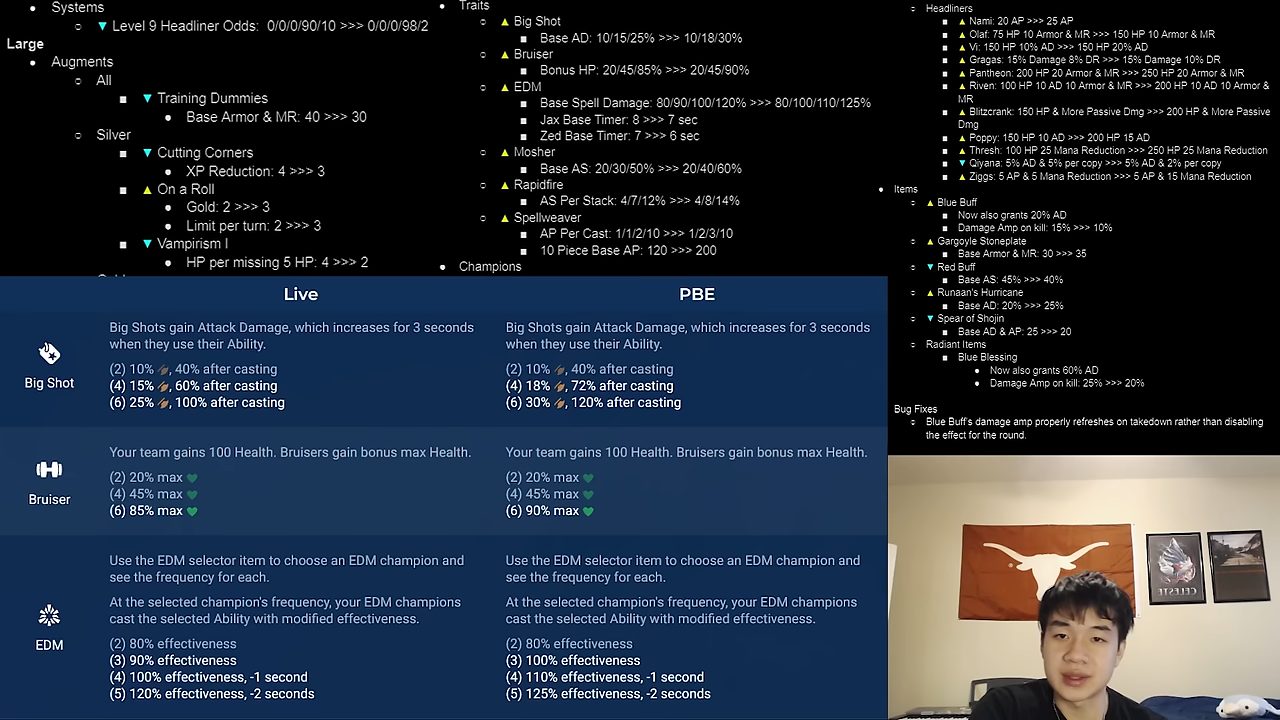 Systems
▼ Level 9 Headliner Odds: 0/0/0/90/10 >>> 0/0/0/98/2
Large
Augments
All
▼ Training Dummies
Base Armor & MR: 40 >>> 30
Silver
▼ Cutting Corners
XP Reduction: 4 >>> 3
▲ On a Roll
Gold: 2 >>> 3
Limit per turn: 2 >>> 3
▼ Vampirism I
HP per missing 5 HP: 4 >>> 2
Traits
▲ Big Shot
Base AD: 10/15/25% >>> 10/18/30%
▲ Bruiser
Bonus HP: 20/45/85% >>> 20/45/90%
▲ EDM
Base Spell Damage: 80/90/100/120% >>> 80/100/110/125%
Jax Base Timer: 8 >>> 7 sec
Zed Base Timer: 7 >>> 6 sec
▲ Mosher
Base AS: 20/30/50% >>> 20/40/60%
▲ Rapidfire
AS Per Stack: 4/7/12% >>> 4/8/14%
▲ Spellweaver
AP Per Cast: 1/1/2/10 >>> 1/2/3/10
10 Piece Base AP: 120 >>> 200
Champions
Headliners
▲ Nami: 20 AP >>> 25 AP
▲ Olaf: 75 HP 10 Armor & MR >>> 150 HP 10 Armor & MR
▲ Vi: 150 HP 10% AD >>> 150 HP 20% AD
▲ Gragas: 15% Damage 8% DR >>> 15% Damage 10% DR
▲ Pantheon: 200 HP 20 Armor & MR >>> 250 HP 20 Armor & MR
▲ Riven: 100 HP 10 AD 10 Armor & MR >>> 200 HP 10 AD 10 Armor &
MR
▲ Blitzcrank: 150 HP & More Passive Dmg >>> 200 HP & More Passive
Dmg
▲ Poppy: 150 HP 10 AD >>> 200 HP 15 AD
▲ Thresh: 100 HP 25 Mana Reduction >>> 250 HP 25 Mana Reduction
▼ Qiyana: 5% AD & 5% per copy >>> 5% AD & 2% per copy
▲ Ziggs: 5 AP & 5 Mana Reduction >>> 5 AP & 15 Mana Reduction
Items
▲ Blue Buff
Now also grants 20% AD
Damage Amp on kill: 15% >>> 10%
▲ Gargoyle Stoneplate
Base Armor & MR: 30 >>> 35
▼ Red Buff
Base AS: 45% >>> 40%
▲ Runaan's Hurricane
Base AD: 20% >>> 25%
▼ Spear of Shojin
Base AD & AP: 25 >>> 20
Radiant Items
Blue Blessing
Now also grants 60% AD
Damage Amp on kill: 25% >>> 20%
Bug Fixes
Blue Buff's damage amp properly refreshes on takedown rather than disabling
the effect for the round.
Live
PBE
Big Shot
Big Shots gain Attack Damage, which increases for 3 seconds
when they use their Ability.
(2) 10% , 40% after casting
(4) 15% , 60% after casting
(6) 25% , 100% after casting
Big Shots gain Attack Damage, which increases for 3 seconds
when they use their Ability.
(2) 10% , 40% after casting
(4) 18% , 72% after casting
(6) 30% , 120% after casting
Bruiser
Your team gains 100 Health. Bruisers gain bonus max Health.
(2) 20% max
(4) 45% max
(6) 85% max
Your team gains 100 Health. Bruisers gain bonus max Health.
(2) 20% max
(4) 45% max
(6) 90% max
EDM
Use the EDM selector item to choose an EDM champion and
see the frequency for each.
At the selected champion's frequency, your EDM champions
cast the selected Ability with modified effectiveness.
(2) 80% effectiveness
(3) 90% effectiveness
(4) 100% effectiveness, -1 second
(5) 120% effectiveness, -2 seconds
Use the EDM selector item to choose an EDM champion and
see the frequency for each.
At the selected champion's frequency, your EDM champions
cast the selected Ability with modified effectiveness.
(2) 80% effectiveness
(3) 100% effectiveness
(4) 110% effectiveness, -1 second
(5) 125% effectiveness, -2 seconds
CELESTE